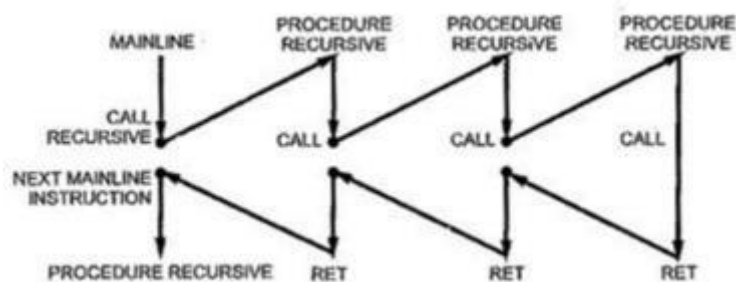 MAINLINE
PROCEDURE
RECURSIVE
PROCEDURE
RECURSIVE
PROCEDURE
RECURSIVE
CALL
RECURSIVE
CALL
CALL
CALL
NEXT MAINLINE
INSTRUCTION
PROCEDURE RECURSIVE
RET
RET
RET